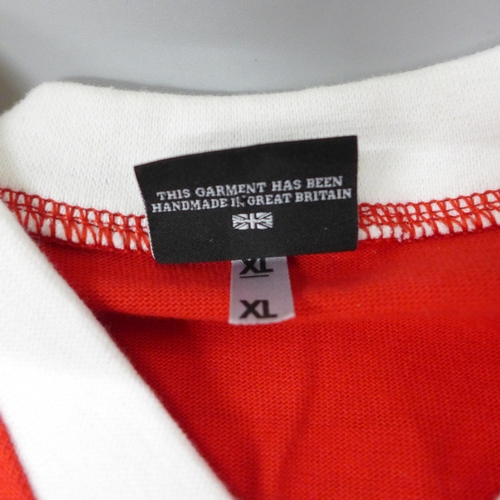 THIS GARMENT HAS BEEN
HANDMADE IN GREAT BRITAIN
XL
XL